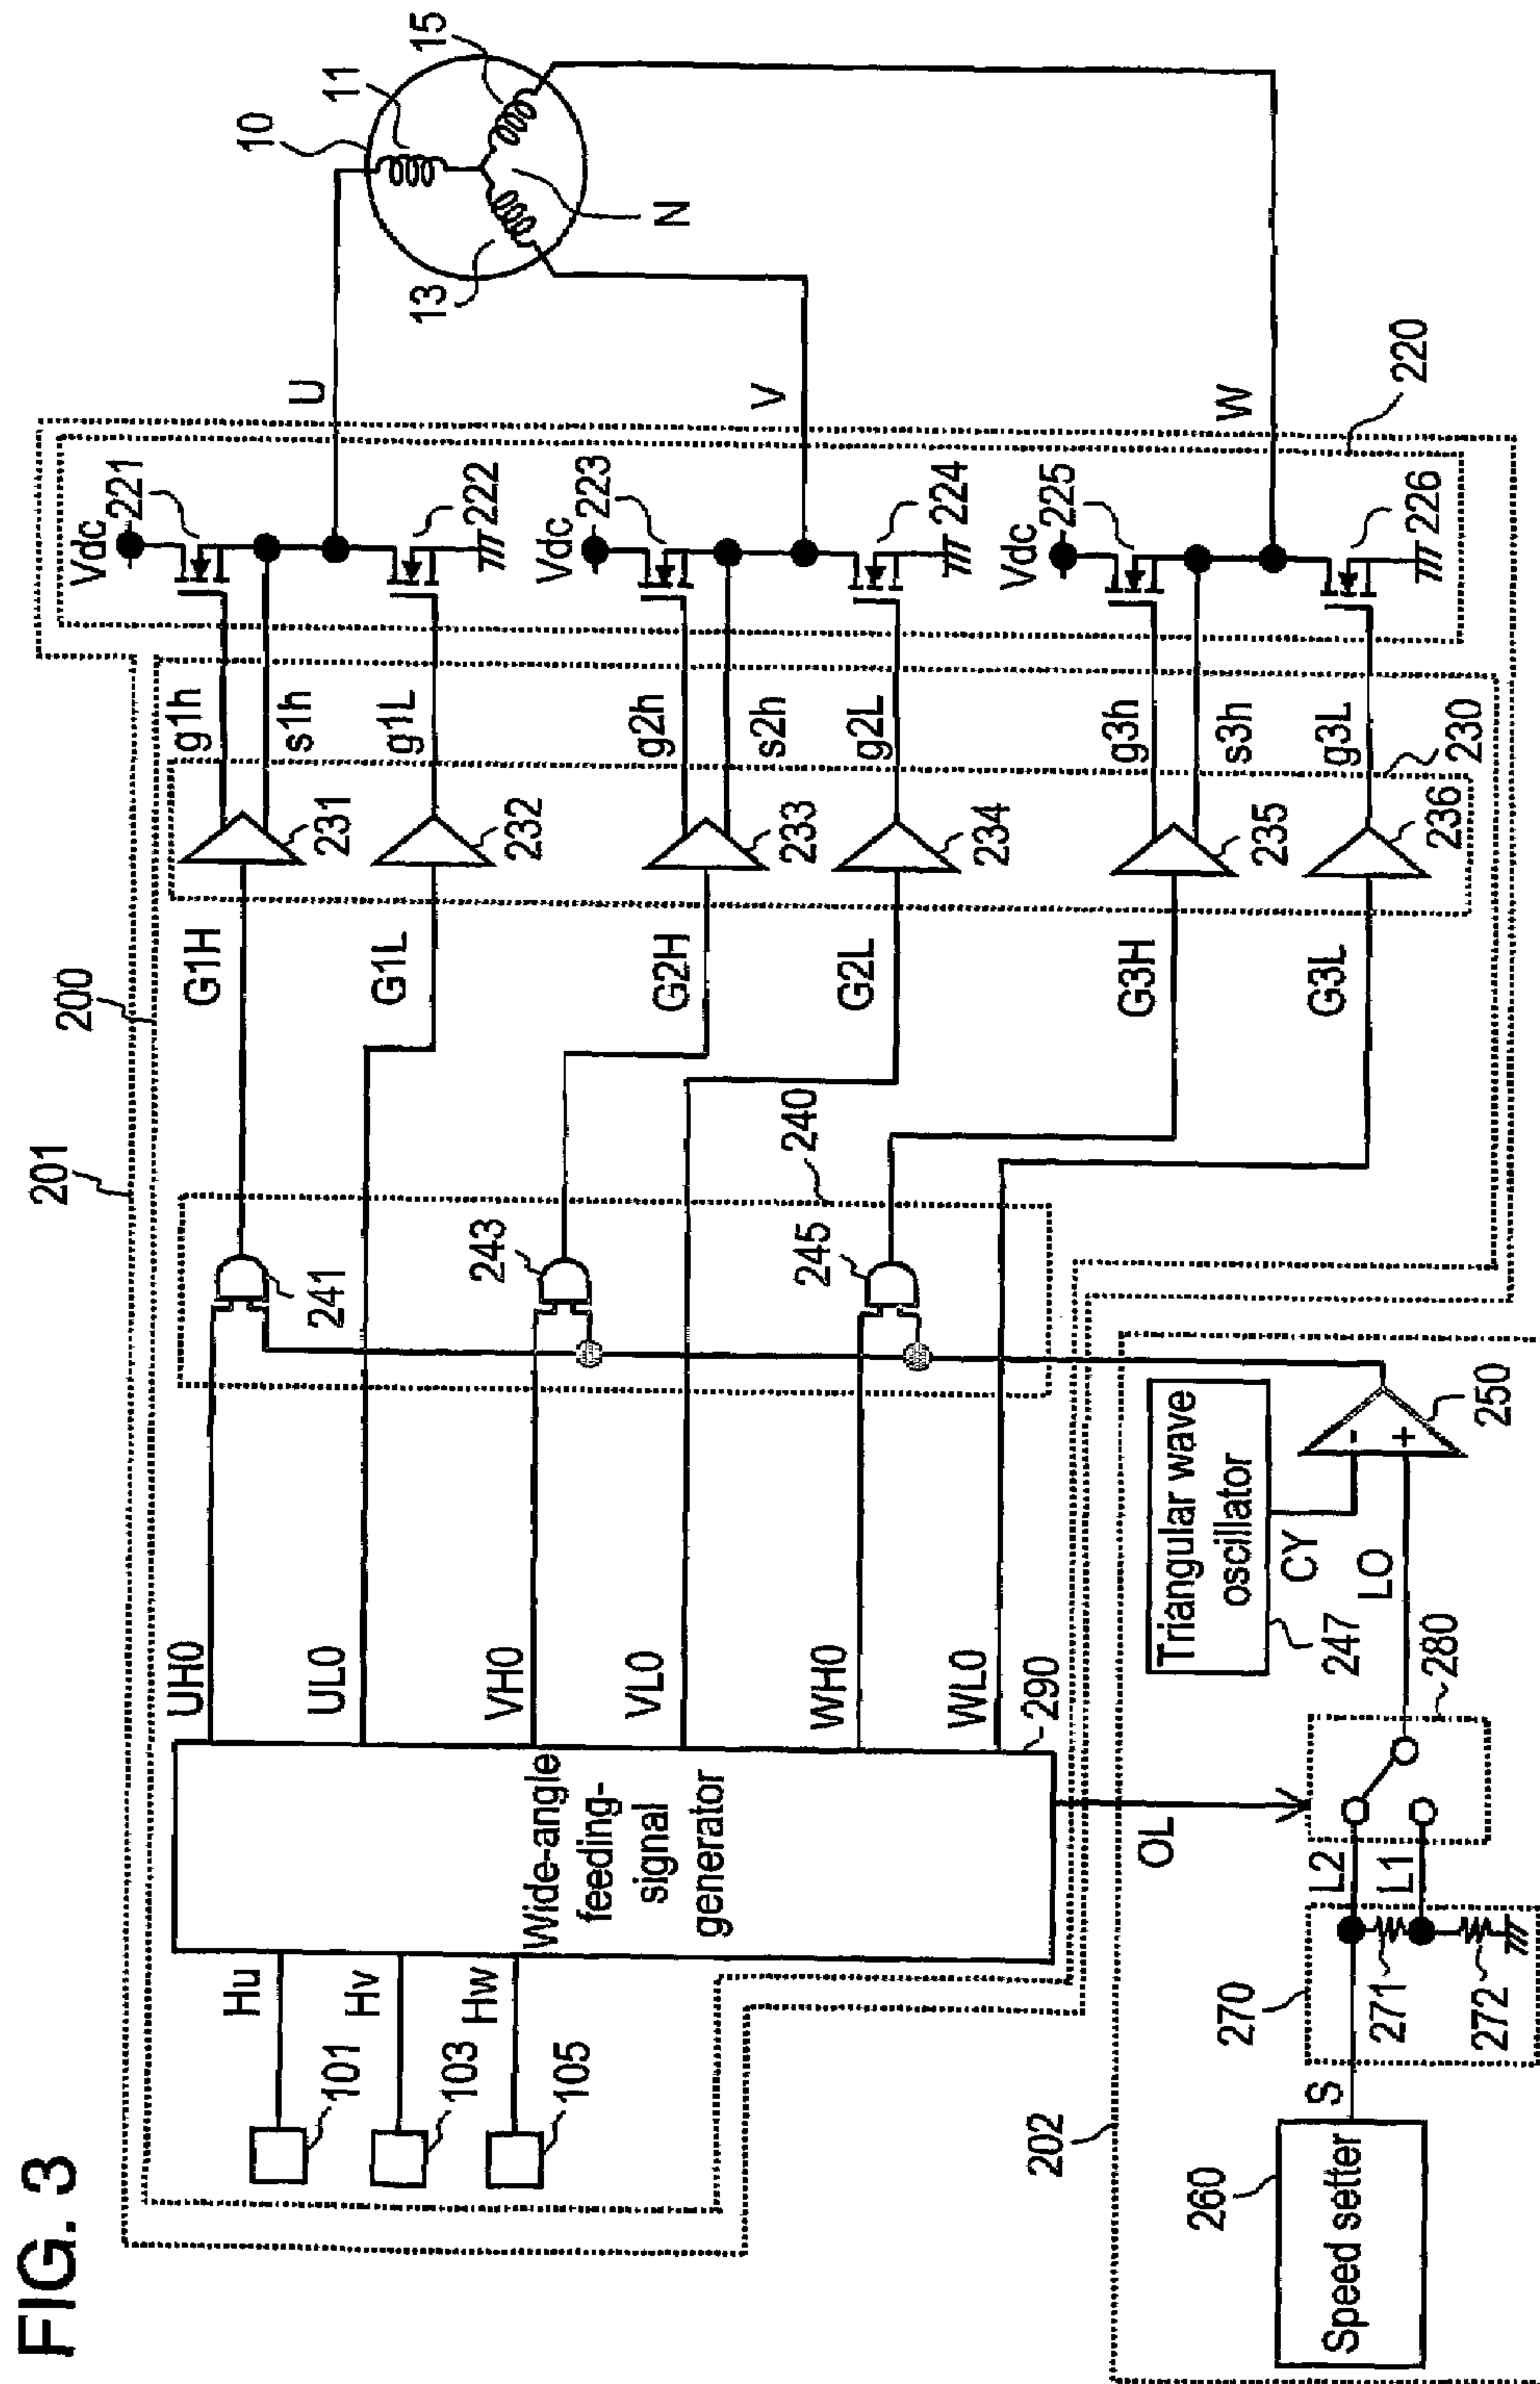 FIG. 3
201
200
Hu
Hv
Hw
101
103
105
Wide-angle
feeding-
signal
generator
290
UH0
UL0
VH0
VL0
WH0
WL0
241
243
245
240
G1H
G1L
G2H
G2L
G3H
G3L
231
232
233
234
235
236
230
g1h
s1h
g1L
g2h
s2h
g2L
g3h
s3h
g3L
Vdc
221
222
Vdc
223
224
Vdc
225
226
220
U
V
W
10
11
13
15
N
202
260
Speed setter
S
270
271
272
L2
L1
OL
280
LO
CY
247
Triangular wave
oscillator
-
+
250